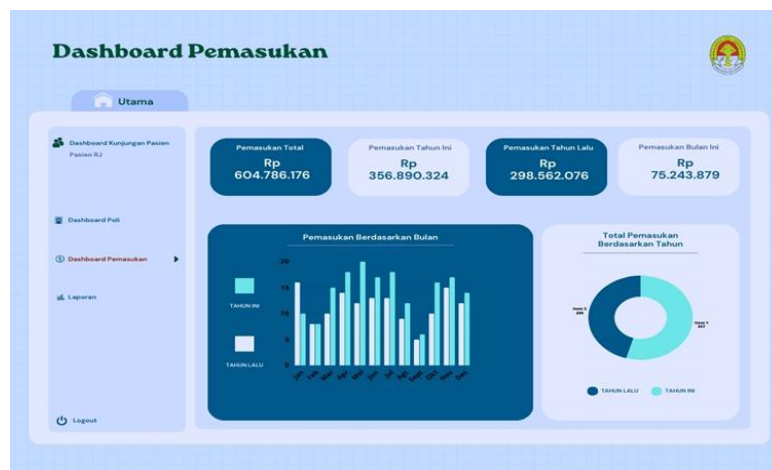 Dashboard Pemasukan
Utama
Dashboard Kunjungan Pasien
Pasien RJ
Dashboard Poli
Dashboard Pemasukan
Laporan
Logout
Pemasukan Total
Rp
604.786.176
Pemasukan Tahun Ini
Rp
356.890.324
Pemasukan Tahun Lalu
Rp
298.562.076
Pemasukan Bulan Ini
Rp
75.243.879
Pemasukan Berdasarkan Bulan
TAHUN INI
TAHUN LALU
20
15
10
5
0
Jan
Feb
Mar
Apr
Mei
Jun
Jul
Ags
Sept
Okt
Nov
Des
Total Pemasukan
Berdasarkan Tahun
TAHUN LALU
TAHUN INI